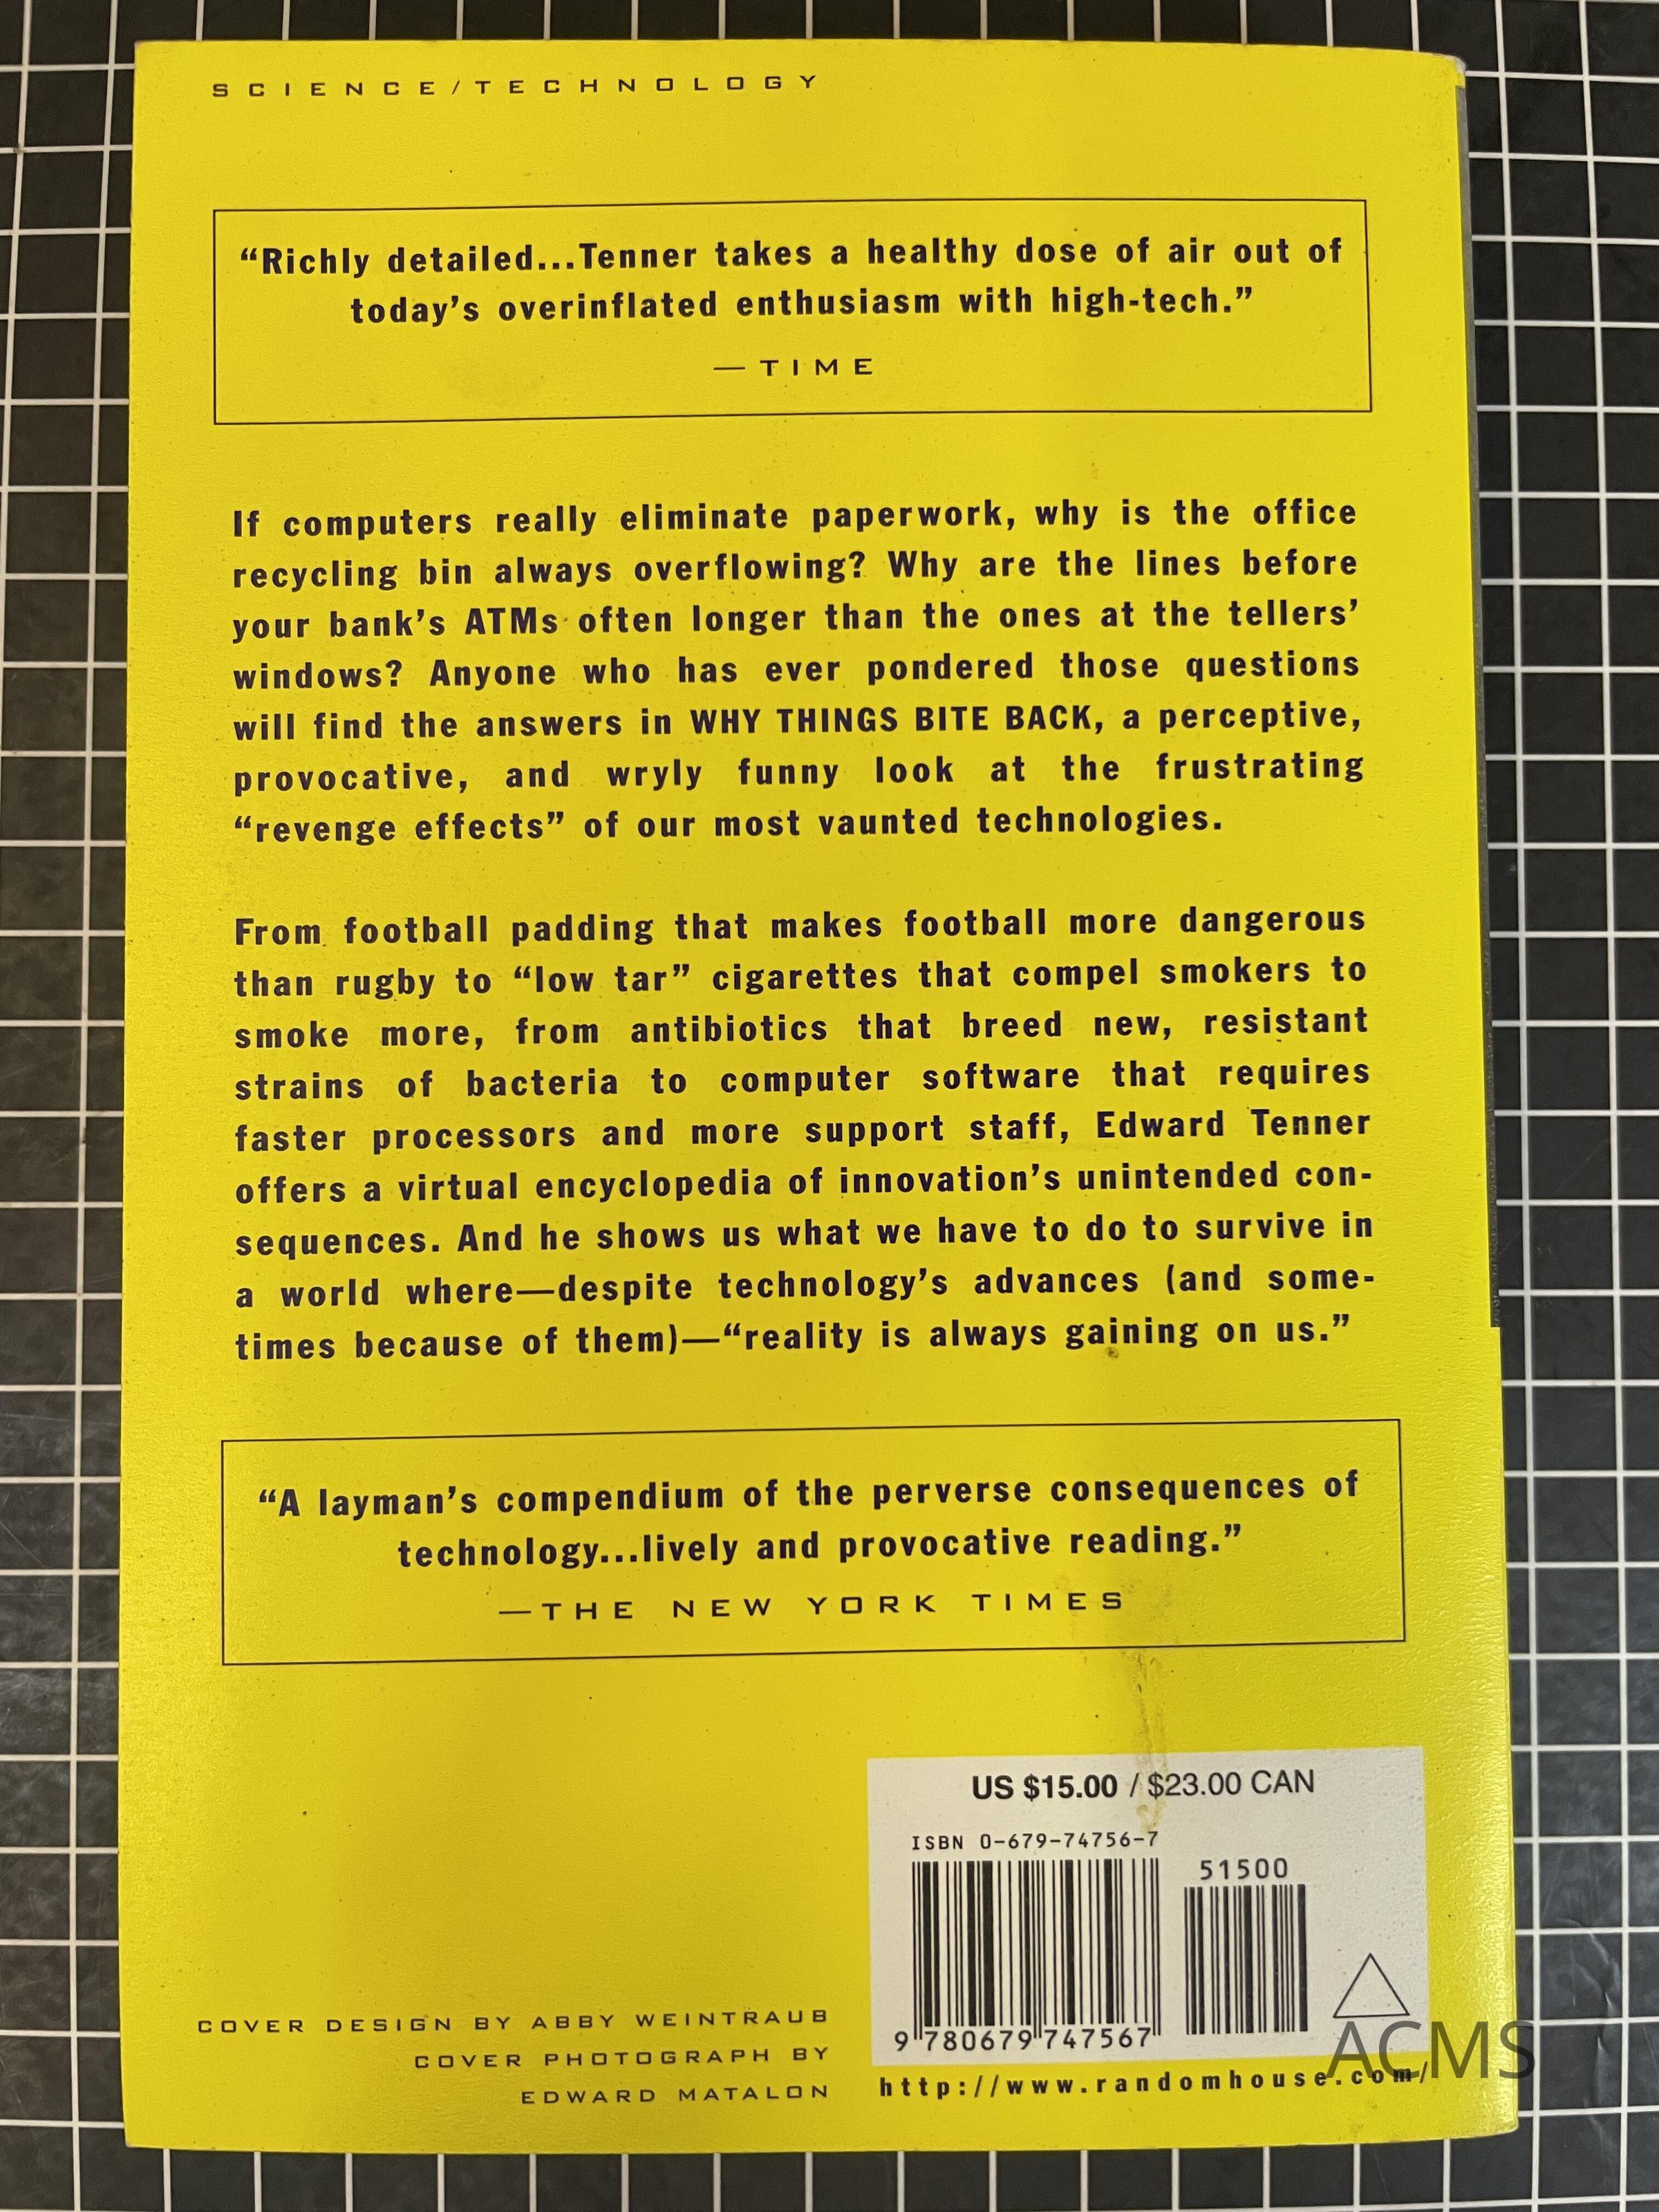 SCIENCE/TECHNOLOGY
“Richly detailed...Tenner takes a healthy dose of air out of
today’s overinflated enthusiasm with high-tech.”
—TIME
If computers really eliminate paperwork, why is the office
recycling bin always overflowing? Why are the lines before
your bank’s ATMs often longer than the ones at the tellers’
windows? Anyone who has ever pondered those questions
will find the answers in WHY THINGS BITE BACK, a perceptive,
provocative, and wryly funny look at the frustrating
“revenge effects” of our most vaunted technologies.
From football padding that makes football more dangerous
than rugby to “low tar” cigarettes that compel smokers to
smoke more, from antibiotics that breed new, resistant
strains of bacteria to computer software that requires
faster processors and more support staff, Edward Tenner
offers a virtual encyclopedia of innovation’s unintended con-
sequences. And he shows us what we have to do to survive in
a world where—despite technology’s advances (and some-
times because of them)—“reality is always gaining on us.”
“A layman’s compendium of the perverse consequences of
technology...lively and provocative reading.”
—THE NEW YORK TIMES
US $15.00 / $23.00 CAN
ISBN 0-679-74756-7
51500
9 780679 747567
COVER DESIGN BY ABBY WEINTRAUB
COVER PHOTOGRAPH BY
EDWARD MATALON
http://www.randomhouse.com/
ACMS